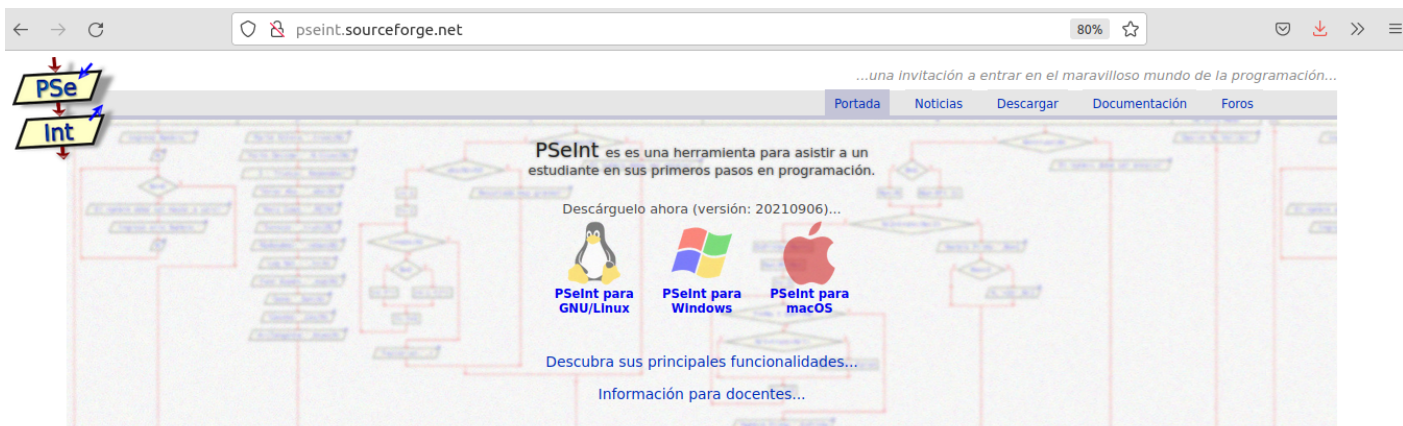 pseint.sourceforge.net
80%
PSe
Int
...una invitación a entrar en el maravilloso mundo de la programación...
Portada Noticias Descargar Documentación Foros
PSeInt es es una herramienta para asistir a un
estudiante en sus primeros pasos en programación.
Descárguelo ahora (versión: 20210906)...
PSeInt para
GNU/Linux
PSeInt para
Windows
PSeInt para
macOS
Descubra sus principales funcionalidades...
Información para docentes...